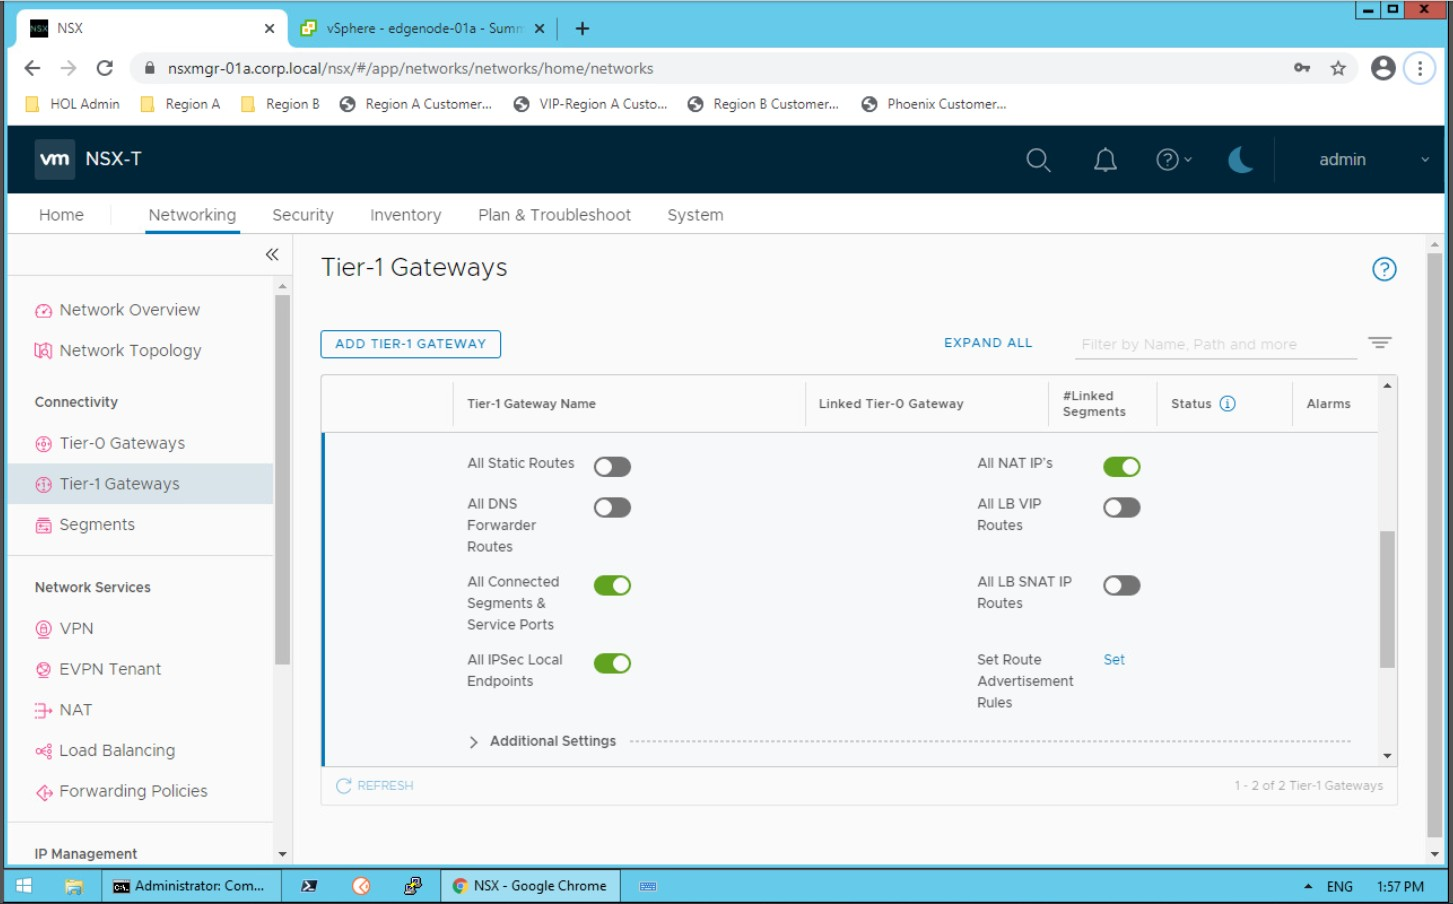 NSX
NSX
vSphere - edgenode-01a - Summ
nsxmgr-01a.corp.local/nsx/#/app/networks/networks/home/networks
HOL Admin
Region A
Region B
Region A Customer...
VIP-Region A Custo...
Region B Customer...
Phoenix Customer...
vm NSX-T
admin
Home
Networking
Security
Inventory
Plan & Troubleshoot
System
Network Overview
Network Topology
Connectivity
Tier-0 Gateways
Tier-1 Gateways
Segments
Network Services
VPN
EVPN Tenant
NAT
Load Balancing
Forwarding Policies
IP Management
Tier-1 Gateways
ADD TIER-1 GATEWAY
EXPAND ALL
Filter by Name, Path and more
Tier-1 Gateway Name
Linked Tier-0 Gateway
#Linked
Segments
Status
Alarms
All Static Routes
All NAT IP's
All DNS
Forwarder
Routes
All LB VIP
Routes
All Connected
Segments &
Service Ports
All LB SNAT IP
Routes
All IPSec Local
Endpoints
Set Route
Advertisement
Rules
Set
Additional Settings
REFRESH
1 - 2 of 2 Tier-1 Gateways
Administrator: Com...
NSX - Google Chrome
ENG
1:57 PM